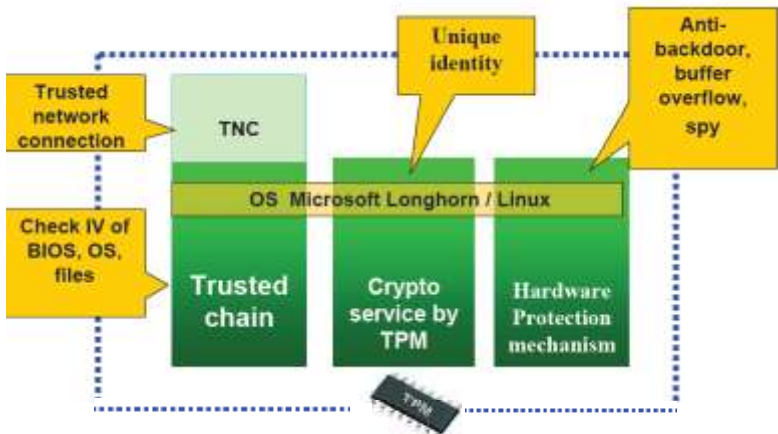 Unique
identity
Anti-
backdoor,
buffer
overflow,
spy
Trusted
network
connection
TNC
OS Microsoft Longhorn / Linux
Check IV of
BIOS, OS,
files
Trusted
chain
Crypto
service by
TPM
Hardware
Protection
mechanism
TPM